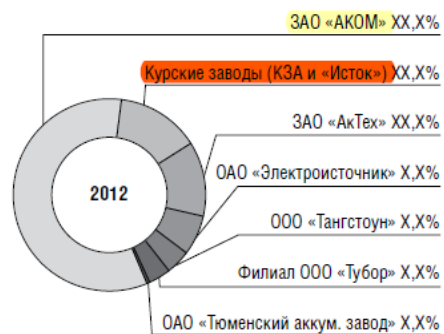 ЗАО «АКОМ» XX,X%
Курские заводы (КЗА и «Исток») XX,X%
ЗАО «АкТех» XX,X%
ОАО «Электроисточник» X,X%
2012
ООО «Тангстоун» X,X%
Филиал ООО «Тубор» X,X%
ОАО «Тюменский аккум. завод» X,X%